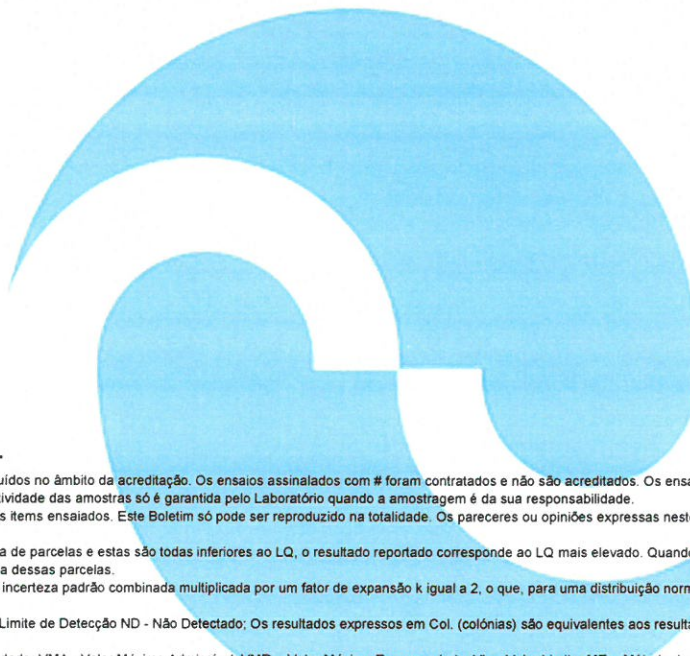 uídos no âmbito da acreditação. Os ensaios assinalados com # foram contratados e não são acreditados. Os ensa
tividade das amostras só é garantida pelo Laboratório quando a amostragem é da sua responsabilidade.
s items ensaiados. Este Boletim só pode ser reproduzido na totalidade. Os pareceres ou opiniões expressas nest
a de parcelas e estas são todas inferiores ao LQ, o resultado reportado corresponde ao LQ mais elevado. Quando
a dessas parcelas.
incerteza padrão combinada multiplicada por um fator de expansão k igual a 2, o que, para uma distribuição norm
Limite de Detecção ND - Não Detectado; Os resultados expressos em Col. (colónias) são equivalentes aos resulta